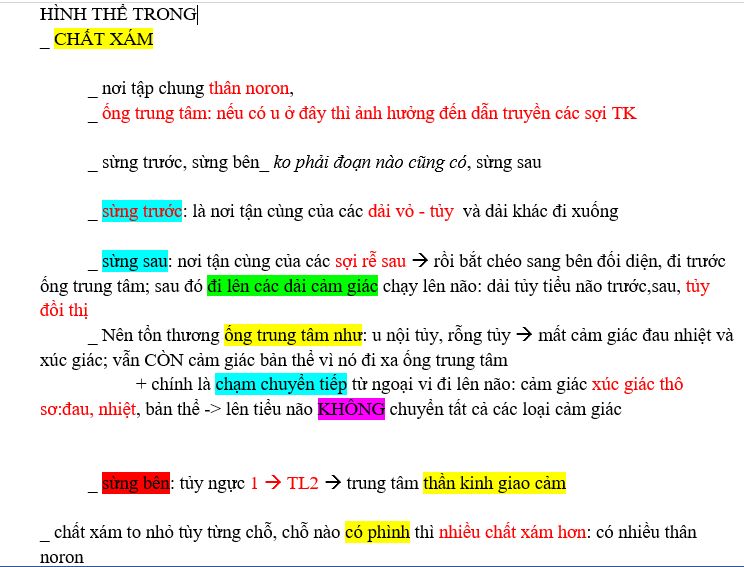 HÌNH THỂ TRONG
_ CHẤT XÁM
_ nơi tập chung thân noron,
_ ống trung tâm: nếu có u ở đây thì ảnh hưởng đến dẫn truyền các sợi TK
_ sừng trước, sừng bên_ ko phải đoạn nào cũng có, sừng sau
_ sừng trước: là nơi tận cùng của các dải vỏ - tủy và dải khác đi xuống
_ sừng sau: nơi tận cùng của các sợi rễ sau → rồi bắt chéo sang bên đối diện, đi trước
ống trung tâm; sau đó đi lên các dải cảm giác chạy lên não: dải tủy tiểu não trước,sau, tủy
đồi thị
_ Nên tổn thương ống trung tâm như: u nội tủy, rỗng tủy → mất cảm giác đau nhiệt và
xúc giác; vẫn CÒN cảm giác bản thể vì nó đi xa ống trung tâm
+ chính là chạm chuyển tiếp từ ngoại vi đi lên não: cảm giác xúc giác thô
sơ:đau, nhiệt, bản thể -> lên tiểu não KHÔNG chuyển tất cả các loại cảm giác
_ sừng bên: tủy ngực 1 → TL2 → trung tâm thần kinh giao cảm
_ chất xám to nhỏ tùy từng chỗ, chỗ nào có phình thì nhiều chất xám hơn: có nhiều thân
noron